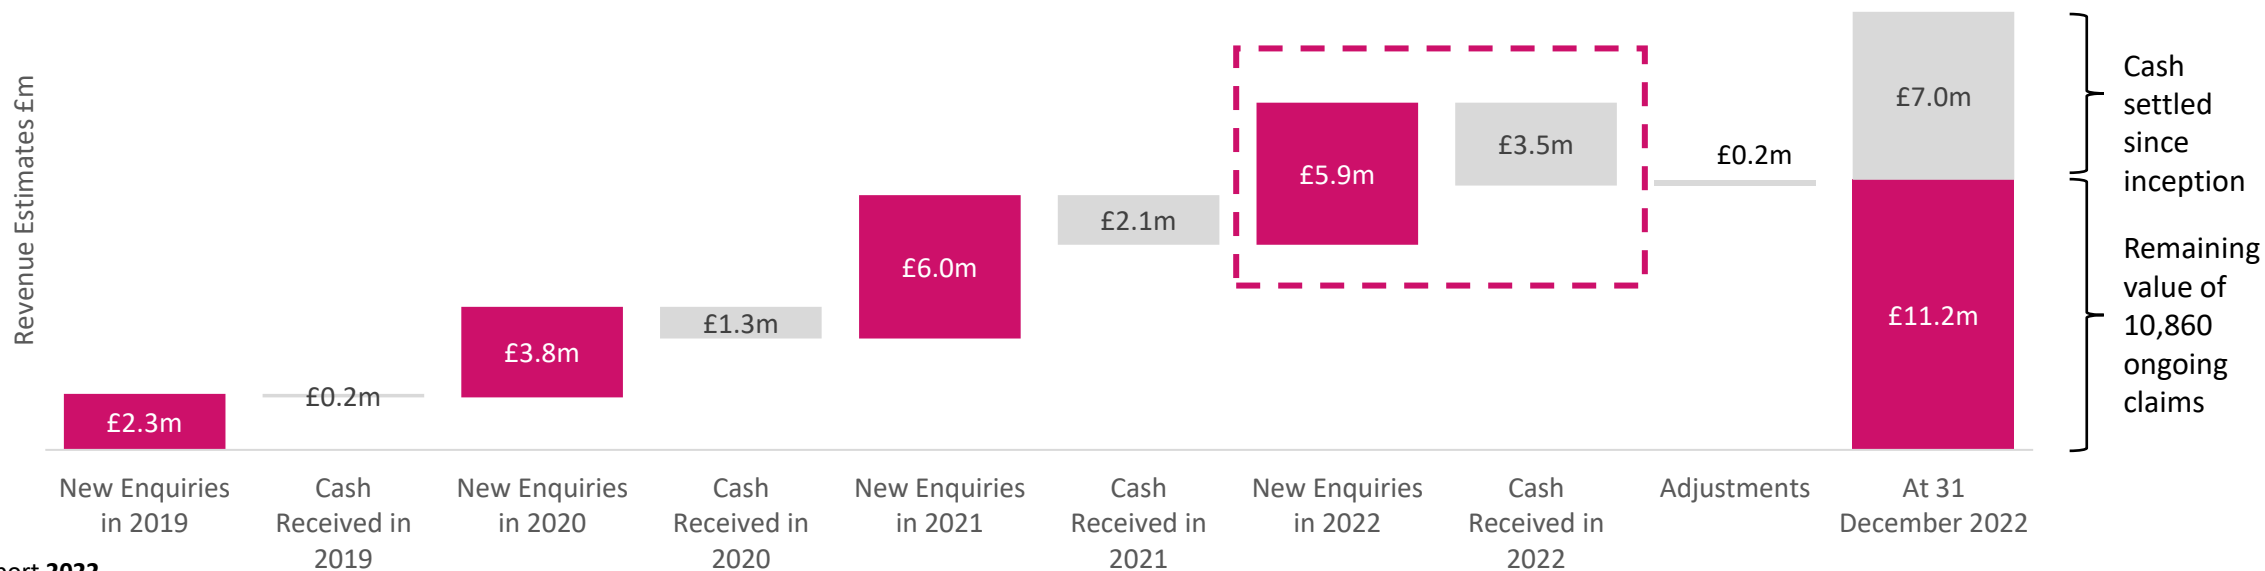 Revenue Estimates £m
£2.3m
£0.2m
£3.8m
£1.3m
£6.0m
£2.1m
£5.9m
£3.5m
£0.2m
£7.0m
£11.2m
Cash
settled
since
inception
Remaining
value of
10,860
ongoing
claims
New Enquiries
in 2019
Cash
Received in
2019
New Enquiries
in 2020
Cash
Received in
2020
New Enquiries
in 2021
Cash
Received in
2021
New Enquiries
in 2022
Cash
Received in
2022
Adjustments
At 31
December 2022
2022